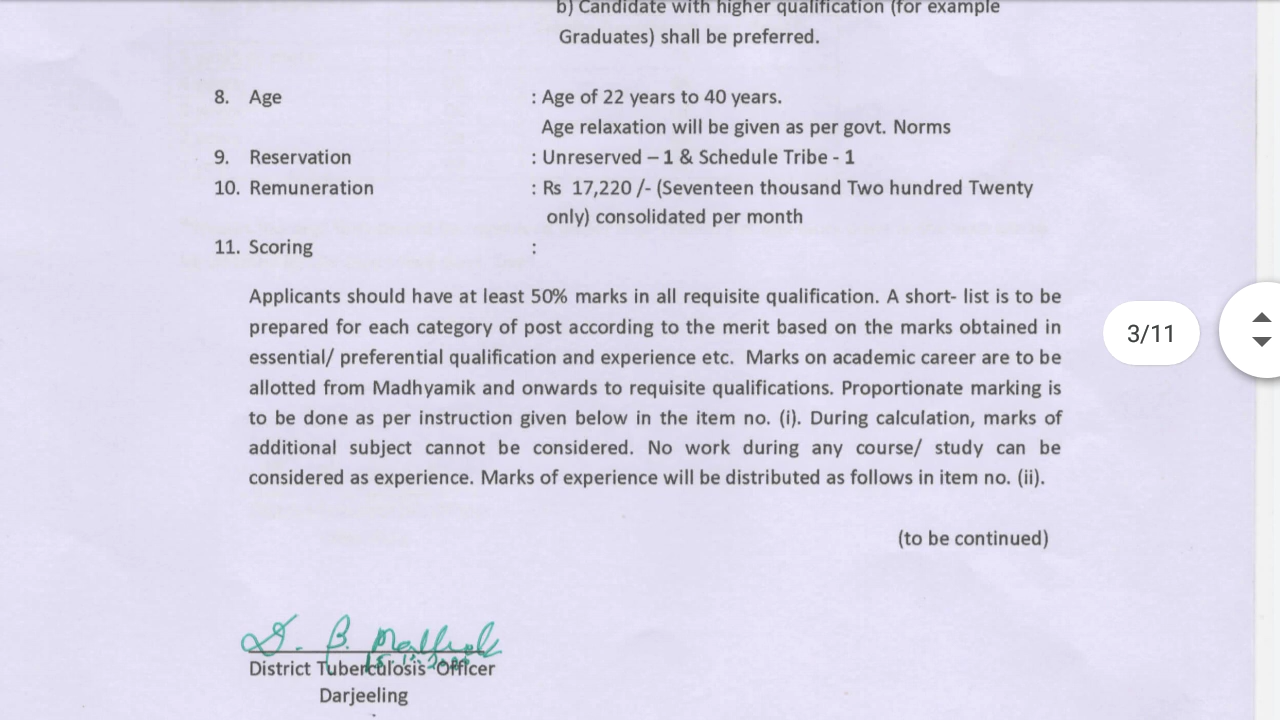 b) Candidate with higher qualification (for example
Graduates) shall be preferred.
8. Age : Age of 22 years to 40 years.
Age relaxation will be given as per govt. Norms
9. Reservation : Unreserved – 1 & Schedule Tribe - 1
10. Remuneration : Rs 17,220 /- (Seventeen thousand Two hundred Twenty
only) consolidated per month
11. Scoring :
Applicants should have at least 50% marks in all requisite qualification. A short- list is to be
prepared for each category of post according to the merit based on the marks obtained in
essential/ preferential qualification and experience etc. Marks on academic career are to be
allotted from Madhyamik and onwards to requisite qualifications. Proportionate marking is
to be done as per instruction given below in the item no. (i). During calculation, marks of
additional subject cannot be considered. No work during any course/ study can be
considered as experience. Marks of experience will be distributed as follows in item no. (ii).
3/11
(to be continued)
District Tuberculosis Officer
Darjeeling